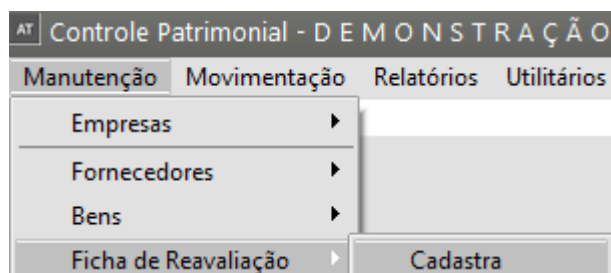 AT Controle Patrimonial - D E M O N S T R A Ç Ã O
Manutenção Movimentação Relatórios Utilitários
Empresas
Fornecedores
Bens
Ficha de Reavaliação Cadastra